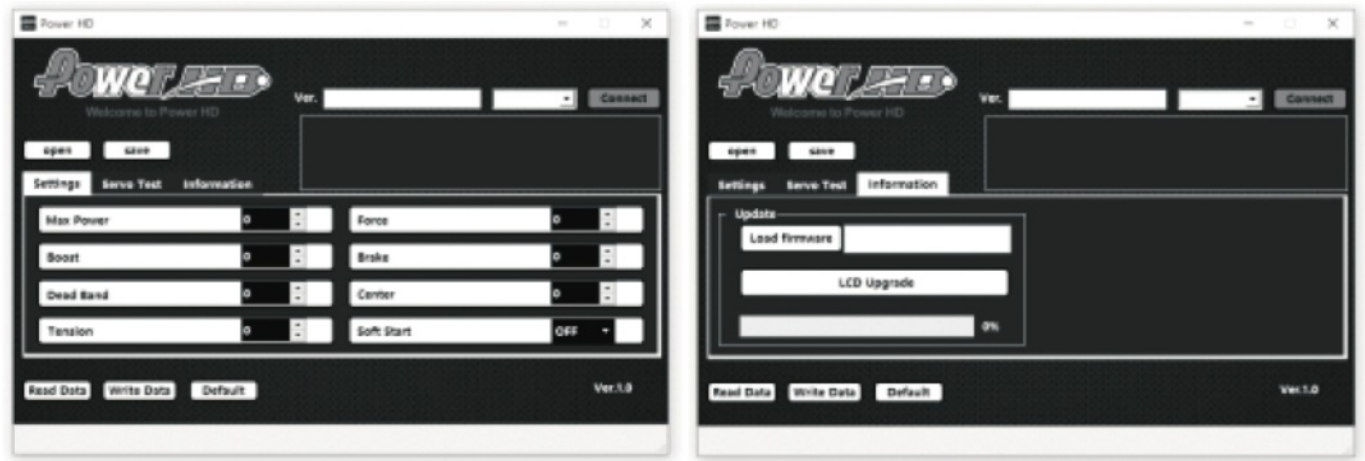 Power HD
Power HD
Welcome to Power HD
Ver.
Connect
open
save
Settings
Servo Test
Information
Max Power
0
Force
0
Boost
0
Brake
0
Dead Band
0
Center
0
Tension
0
Soft Start
OFF
Read Data
Write Data
Default
Ver.1.0
Power HD
Power HD
Welcome to Power HD
Ver.
Connect
open
save
Settings
Servo Test
Information
Update
Load firmware
LCD Upgrade
0%
Read Data
Write Data
Default
Ver.1.0